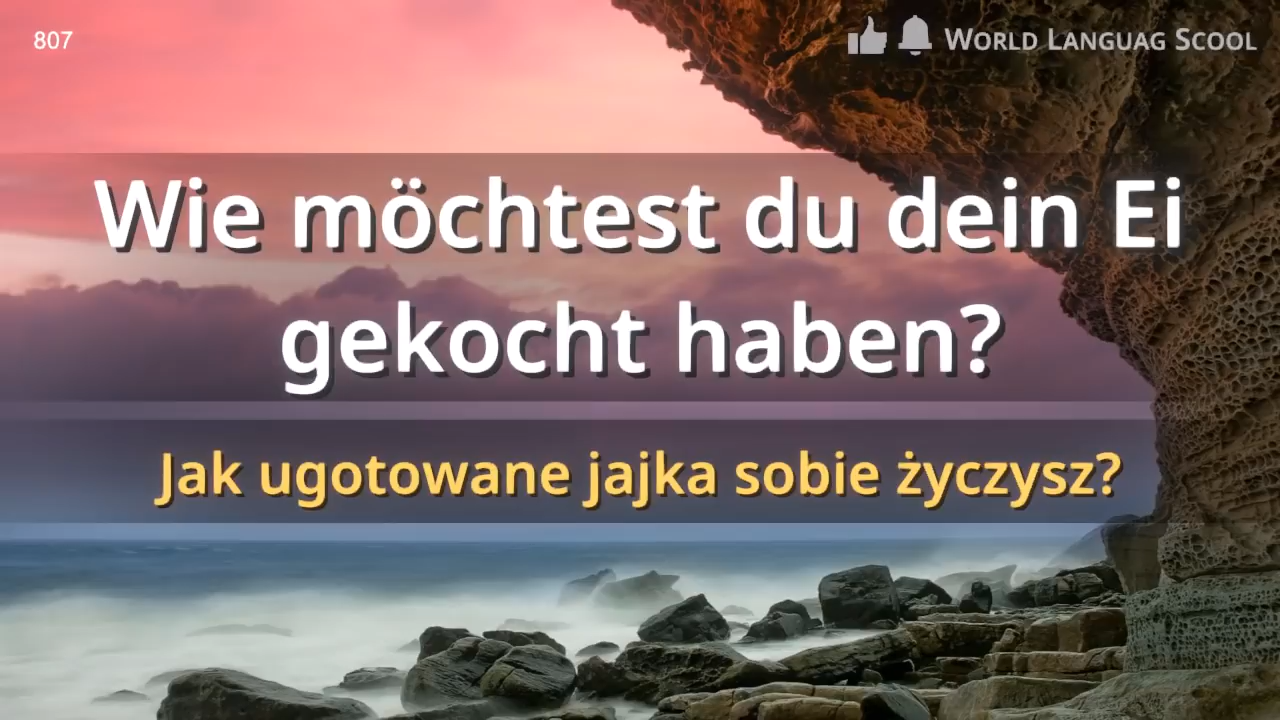 807
WORLD LANGUAG SCOOL
Wie möchtest du dein Ei
gekocht haben?
Jak ugotowane jajka sobie życzysz?